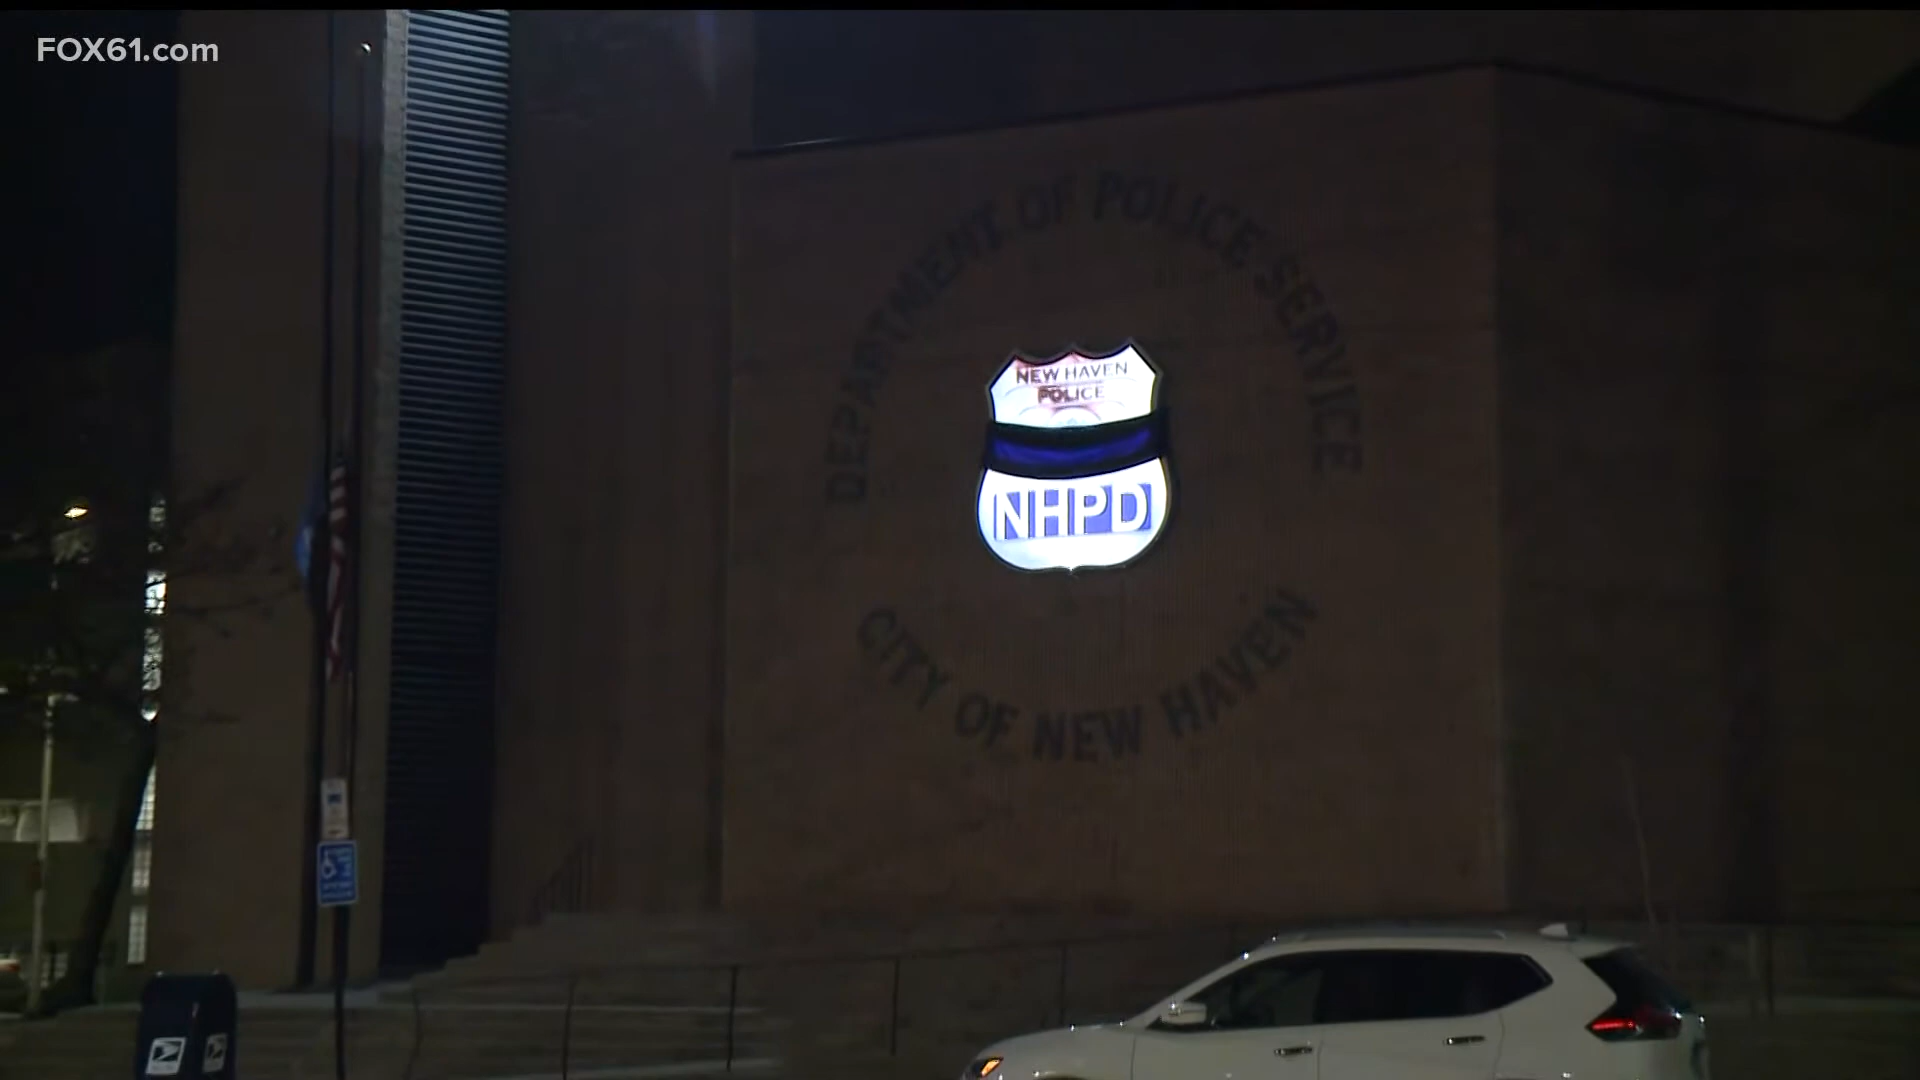 FOX61.com
DEPARTMENT OF POLICE SERVICE
NEW HAVEN
POLICE
NHPD
CITY OF NEW HAVEN